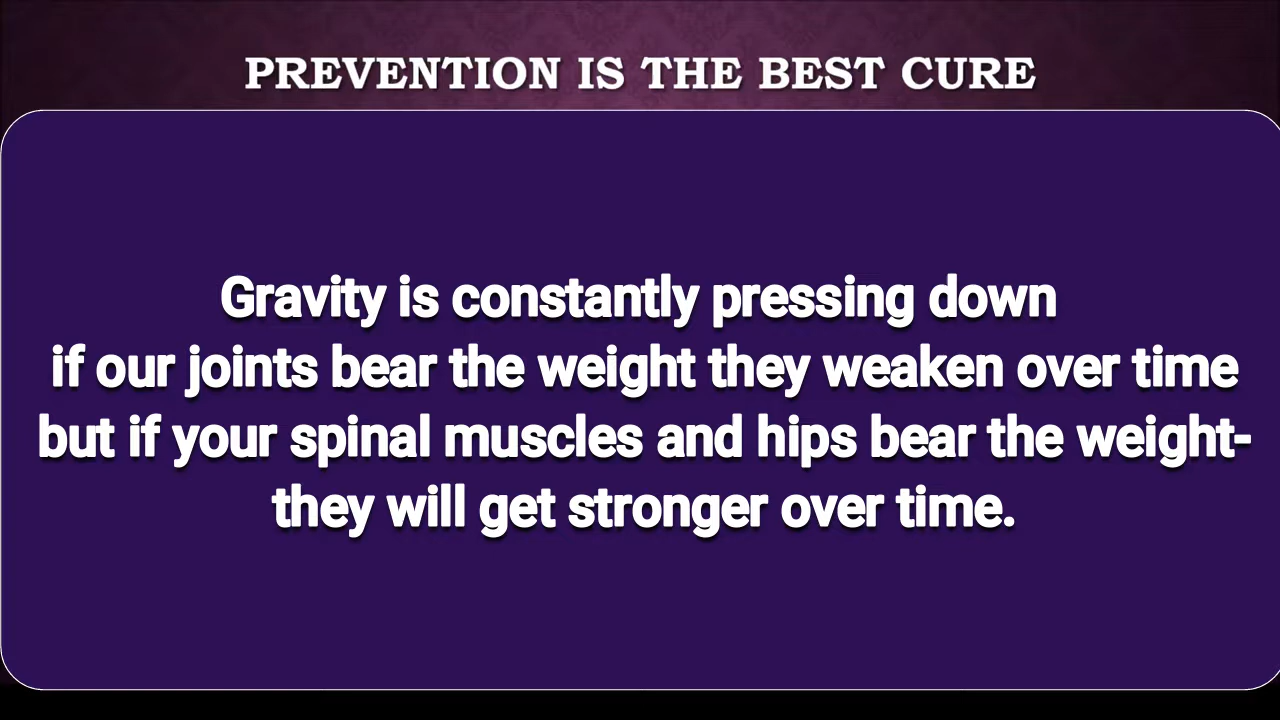 PREVENTION IS THE BEST CURE
Gravity is constantly pressing down
if our joints bear the weight they weaken over time
but if your spinal muscles and hips bear the weight-
they will get stronger over time.